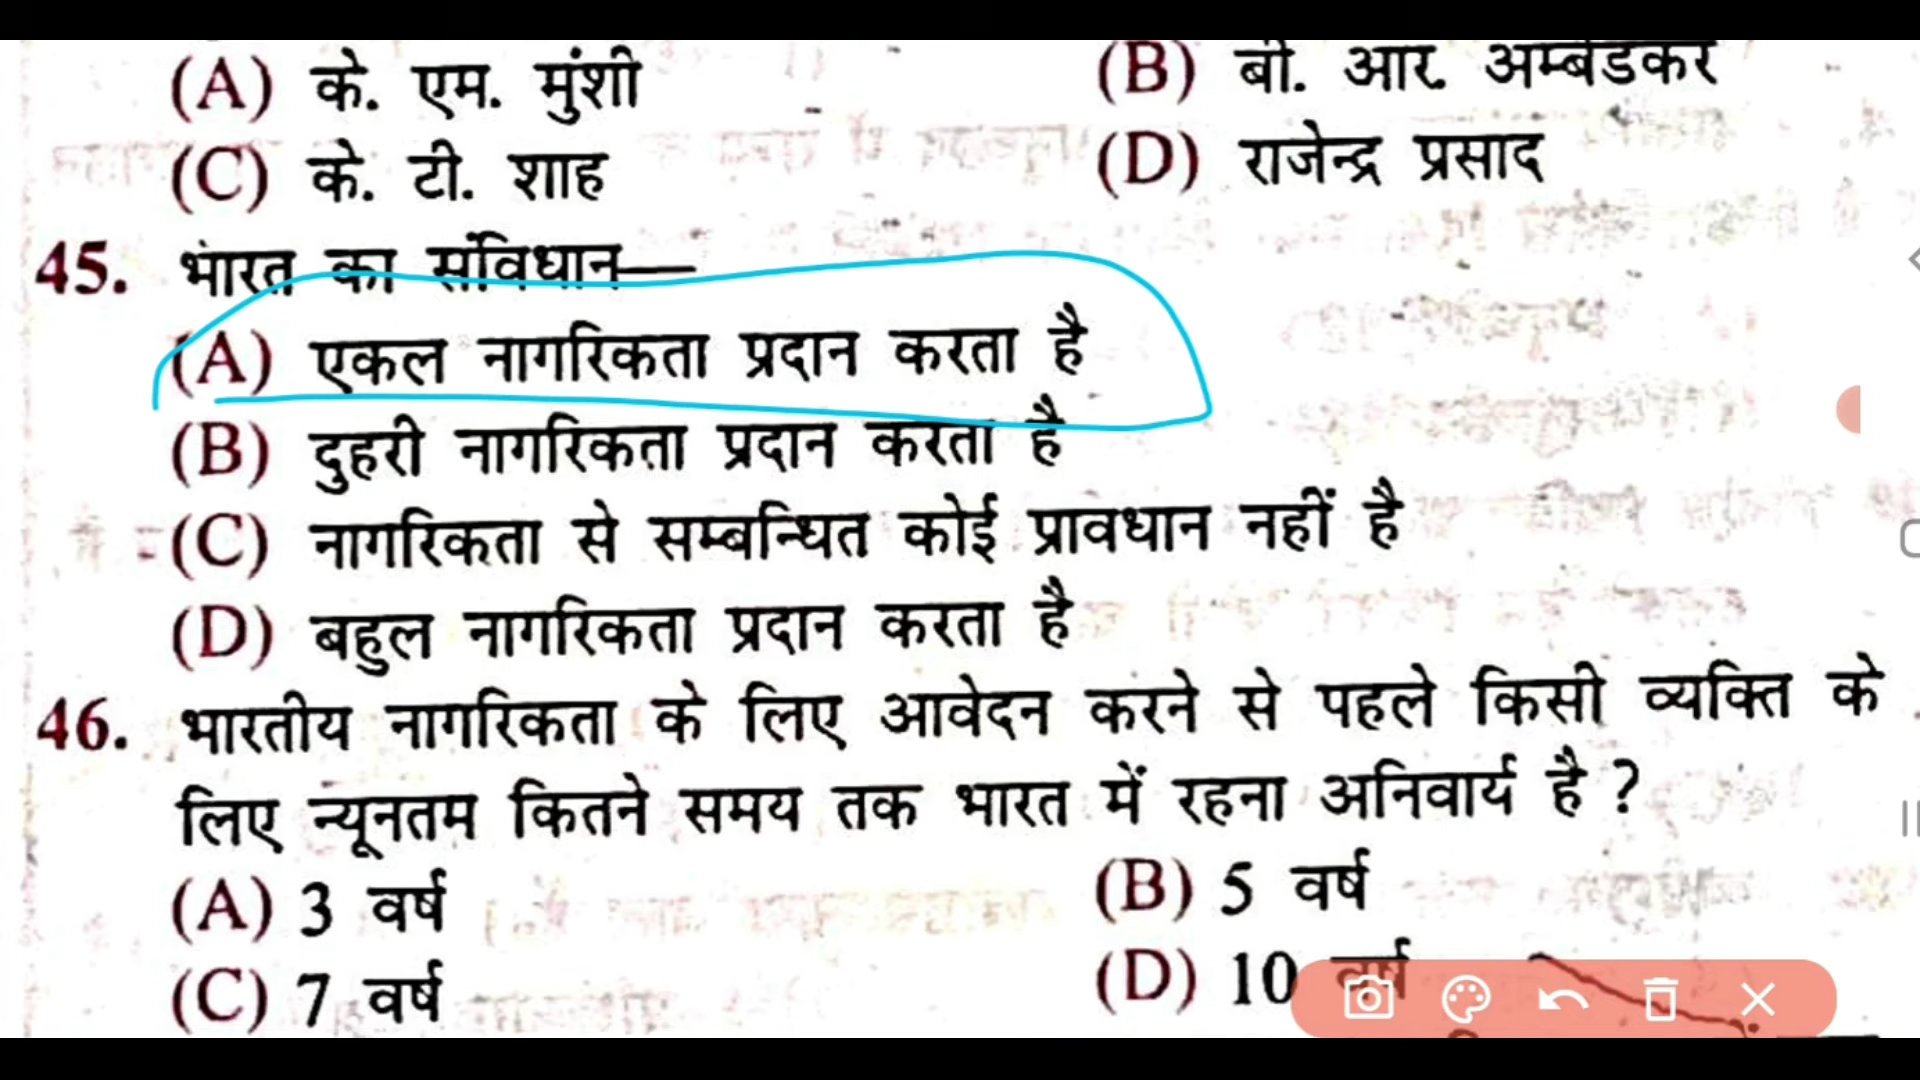 (A) के. एम. मुंशी (B) बी. आर. अम्बेडकर
(C) के. टी. शाह (D) राजेन्द्र प्रसाद
45. भारत का संविधान—
(A) एकल नागरिकता प्रदान करता है
(B) दुहरी नागरिकता प्रदान करता है
(C) नागरिकता से सम्बन्धित कोई प्रावधान नहीं है
(D) बहुल नागरिकता प्रदान करता है
46. भारतीय नागरिकता के लिए आवेदन करने से पहले किसी व्यक्ति के
लिए न्यूनतम कितने समय तक भारत में रहना अनिवार्य है ?
(A) 3 वर्ष (B) 5 वर्ष
(C) 7 वर्ष (D) 10 वर्ष